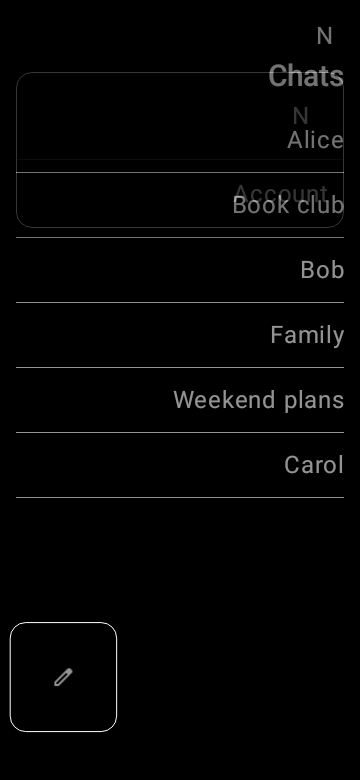 N
Chats
N
Alice
Account
Book club
Bob
Family
Weekend plans
Carol